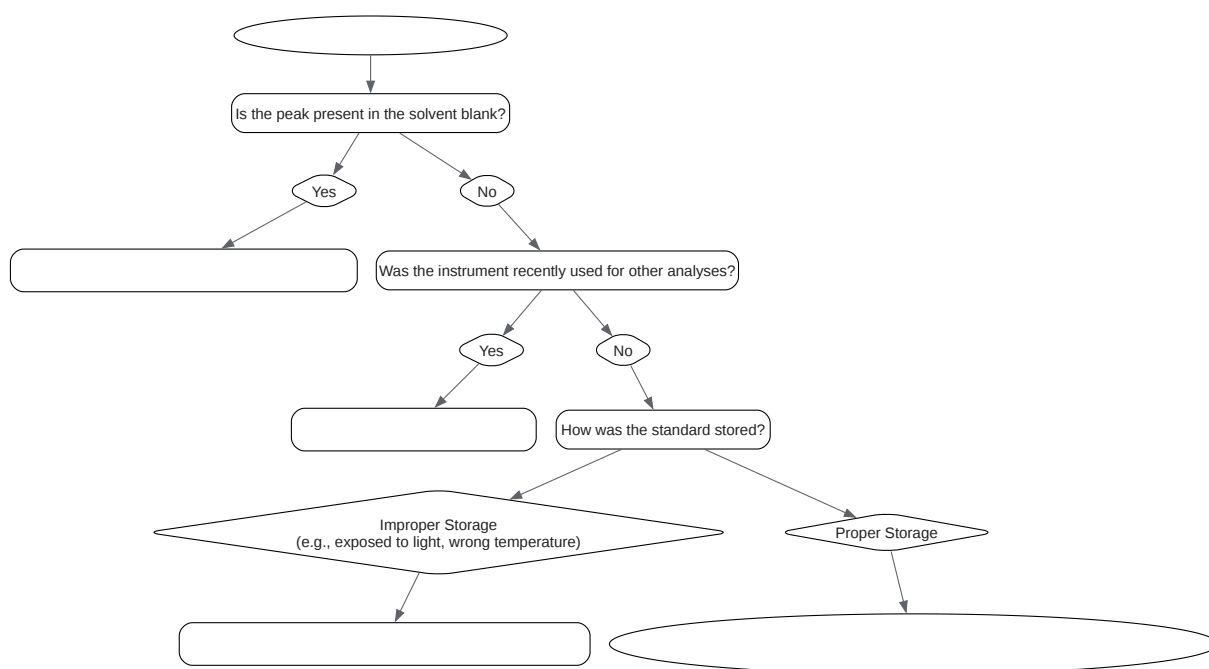 Is the peak present in the solvent blank?
Yes
No
Was the instrument recently used for other analyses?
Yes
No
How was the standard stored?
Improper Storage
(e.g., exposed to light, wrong temperature)
Proper Storage